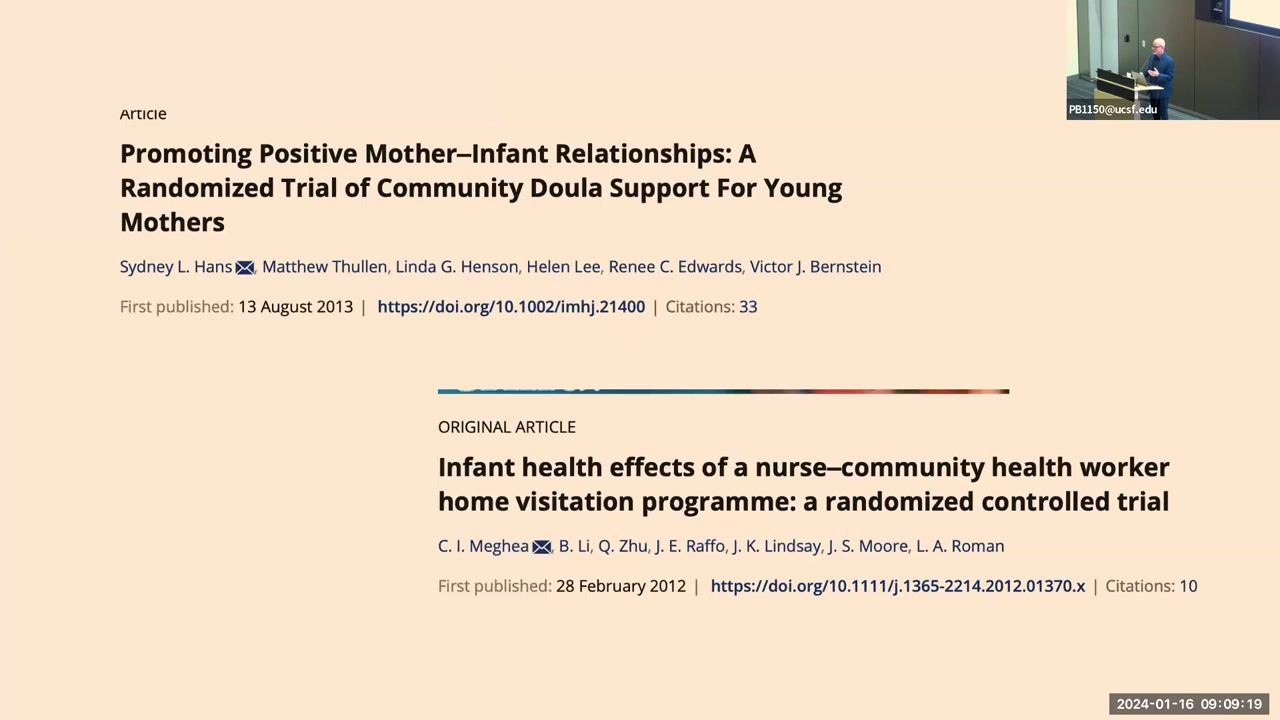 PB1150@ucsf.edu
Article
Promoting Positive Mother–Infant Relationships: A
Randomized Trial of Community Doula Support For Young
Mothers
Sydney L. Hans, Matthew Thullen, Linda G. Henson, Helen Lee, Renee C. Edwards, Victor J. Bernstein
First published: 13 August 2013 | https://doi.org/10.1002/imhj.21400 | Citations: 33
ORIGINAL ARTICLE
Infant health effects of a nurse–community health worker
home visitation programme: a randomized controlled trial
C. I. Meghea, B. Li, Q. Zhu, J. E. Raffo, J. K. Lindsay, J. S. Moore, L. A. Roman
First published: 28 February 2012 | https://doi.org/10.1111/j.1365-2214.2012.01370.x | Citations: 10
2024-01-16 09:09:19